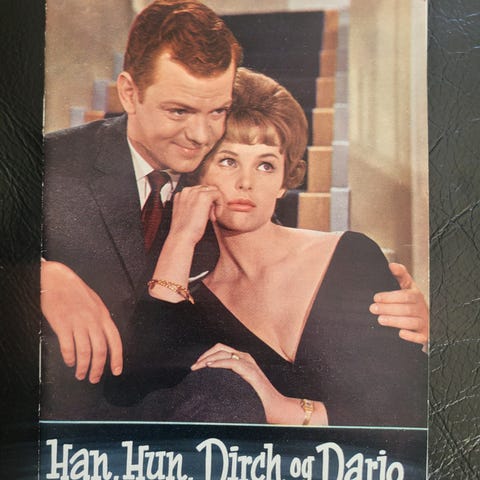 Han, Hun, Dirch og Dario